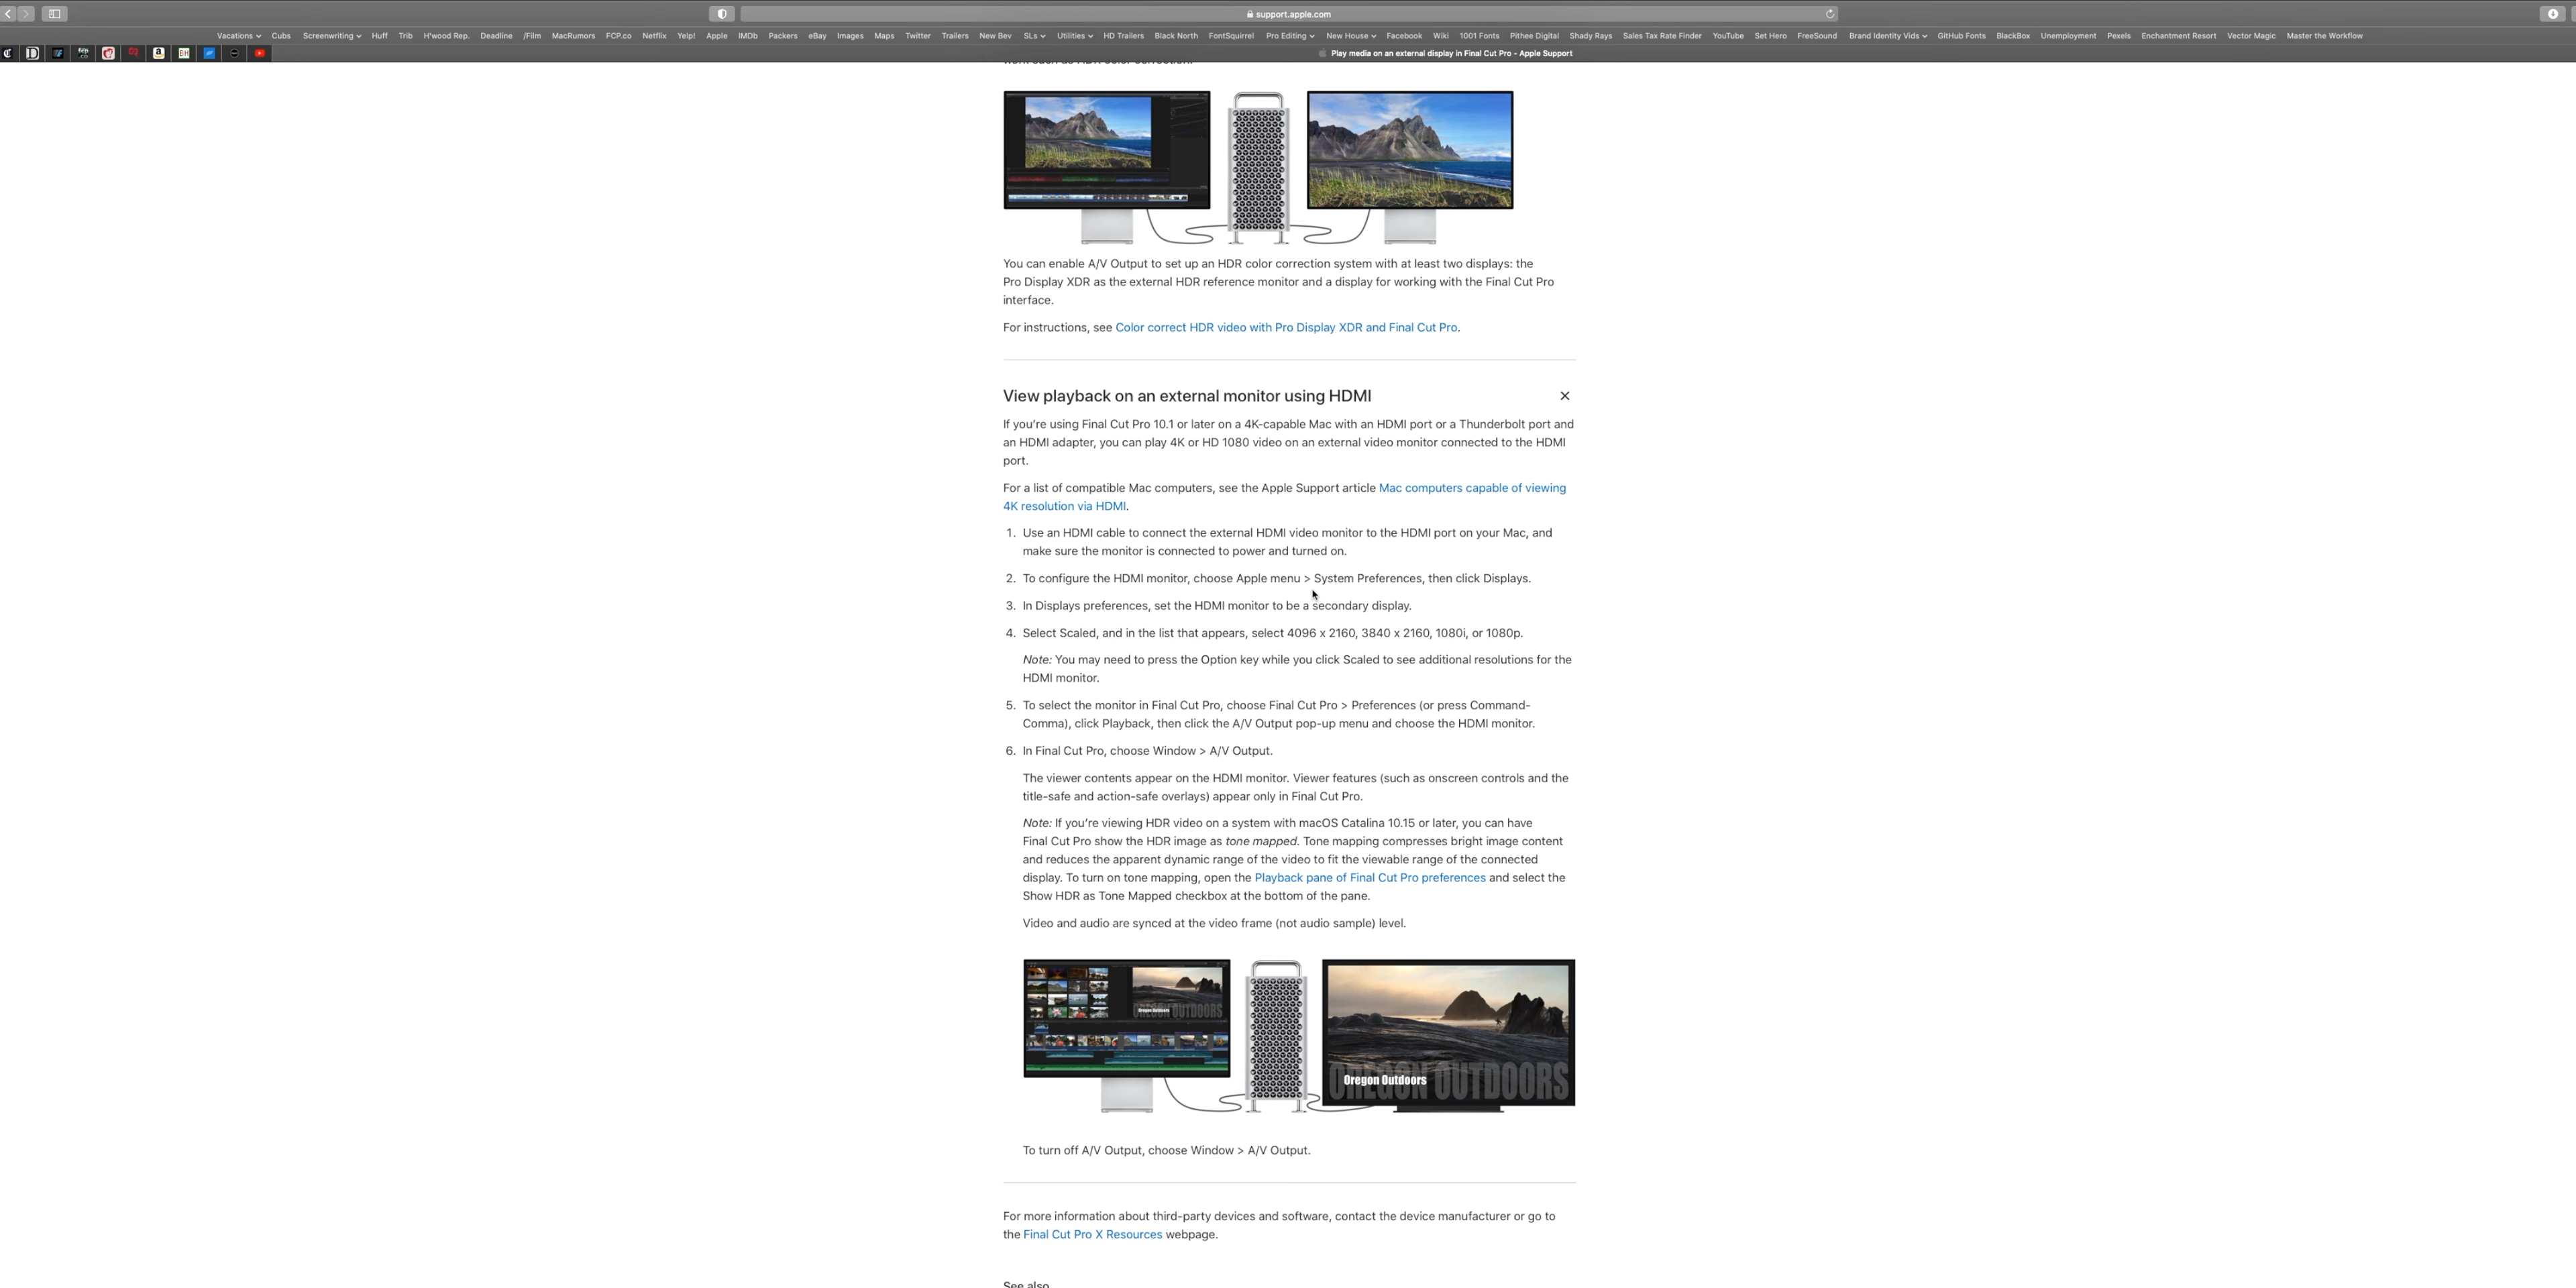 support.apple.com
Vacations Cubs Screenwriting Huff Trib H'wood Rep. Deadline /Film MacRumors FCP.co Netflix Yelp! Apple IMDb Packers eBay Images Maps Twitter Trailers New Bev SLs Utilities HD Trailers Black North FontSquirrel Pro Editing New House Facebook Wiki 1001 Fonts Pithee Digital Shady Rays Sales Tax Rate Finder YouTube Set Hero FreeSound Brand Identity Vids GitHub Fonts BlackBox Unemployment Pexels Enchantment Resort Vector Magic Master the Workflow
Play media on an external display in Final Cut Pro - Apple Support
You can enable A/V Output to set up an HDR color correction system with at least two displays: the
Pro Display XDR as the external HDR reference monitor and a display for working with the Final Cut Pro
interface.
For instructions, see Color correct HDR video with Pro Display XDR and Final Cut Pro.
View playback on an external monitor using HDMI
If you're using Final Cut Pro 10.1 or later on a 4K-capable Mac with an HDMI port or a Thunderbolt port and
an HDMI adapter, you can play 4K or HD 1080 video on an external video monitor connected to the HDMI
port.
For a list of compatible Mac computers, see the Apple Support article Mac computers capable of viewing
4K resolution via HDMI.
1. Use an HDMI cable to connect the external HDMI video monitor to the HDMI port on your Mac, and
make sure the monitor is connected to power and turned on.
2. To configure the HDMI monitor, choose Apple menu > System Preferences, then click Displays.
3. In Displays preferences, set the HDMI monitor to be a secondary display.
4. Select Scaled, and in the list that appears, select 4096 x 2160, 3840 x 2160, 1080i, or 1080p.
Note: You may need to press the Option key while you click Scaled to see additional resolutions for the
HDMI monitor.
5. To select the monitor in Final Cut Pro, choose Final Cut Pro > Preferences (or press Command-
Comma), click Playback, then click the A/V Output pop-up menu and choose the HDMI monitor.
6. In Final Cut Pro, choose Window > A/V Output.
The viewer contents appear on the HDMI monitor. Viewer features (such as onscreen controls and the
title-safe and action-safe overlays) appear only in Final Cut Pro.
Note: If you're viewing HDR video on a system with macOS Catalina 10.15 or later, you can have
Final Cut Pro show the HDR image as tone mapped. Tone mapping compresses bright image content
and reduces the apparent dynamic range of the video to fit the viewable range of the connected
display. To turn on tone mapping, open the Playback pane of Final Cut Pro preferences and select the
Show HDR as Tone Mapped checkbox at the bottom of the pane.
Video and audio are synced at the video frame (not audio sample) level.
Oregon Outdoors OUTDOORS
OREGON OUTDOORS
Oregon Outdoors
To turn off A/V Output, choose Window > A/V Output.
For more information about third-party devices and software, contact the device manufacturer or go to
the Final Cut Pro X Resources webpage.
See also